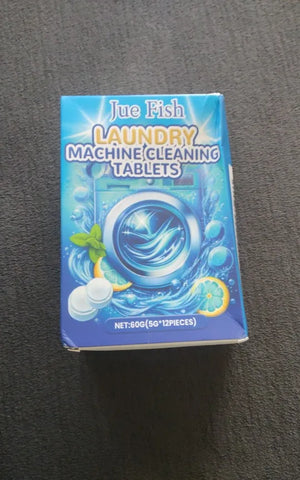 Jue Fish
LAUNDRY
MACHINE CLEANING
TABLETS
NET:60G(5G*12PIECES)